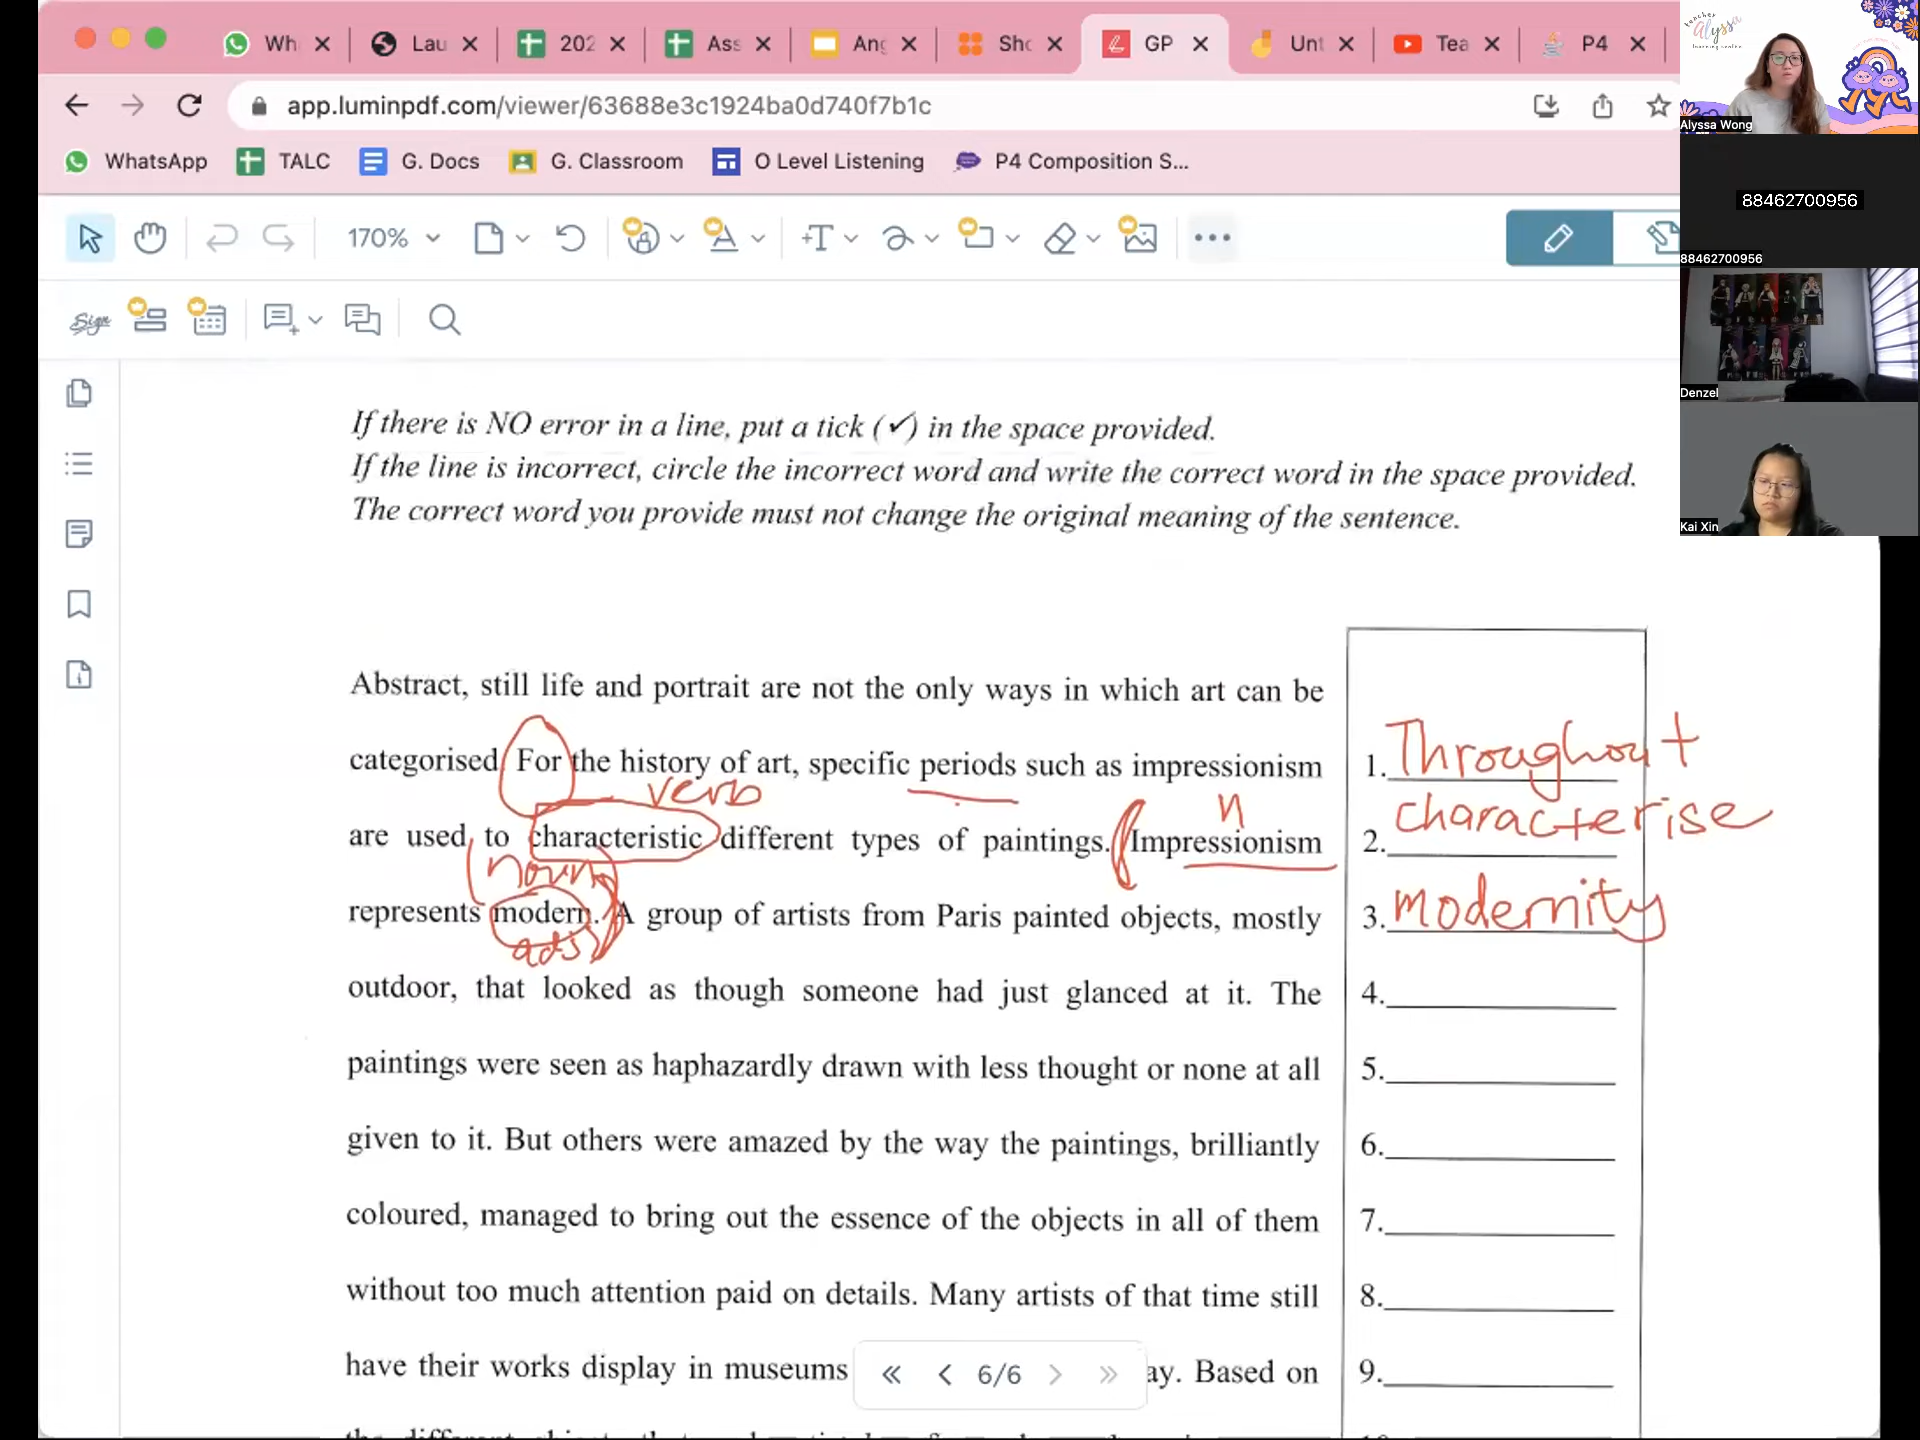 Wh
Lau
202
Ass
Ang
Sho
GP
Unt
Tea
P4
app.luminpdf.com/viewer/63688e3c1924ba0d740f7b1c
WhatsApp TALC G. Docs G. Classroom O Level Listening P4 Composition S...
170%
Sign
teacher
alyssa
learning centre
Alyssa Wong
88462700956
88462700956
Denzel
Kai Xin
If there is NO error in a line, put a tick (✓) in the space provided.
If the line is incorrect, circle the incorrect word and write the correct word in the space provided.
The correct word you provide must not change the original meaning of the sentence.
Abstract, still life and portrait are not the only ways in which art can be
categorised. For the history of art, specific periods such as impressionism 1. Throughout
verb n
are used to characteristic different types of paintings. Impressionism 2. characterise
noun
represents modern. A group of artists from Paris painted objects, mostly 3. modernity
adj
outdoor, that looked as though someone had just glanced at it. The 4.
paintings were seen as haphazardly drawn with less thought or none at all 5.
given to it. But others were amazed by the way the paintings, brilliantly 6.
coloured, managed to bring out the essence of the objects in all of them 7.
without too much attention paid on details. Many artists of that time still 8.
have their works display in museums ay. Based on 9.
6/6